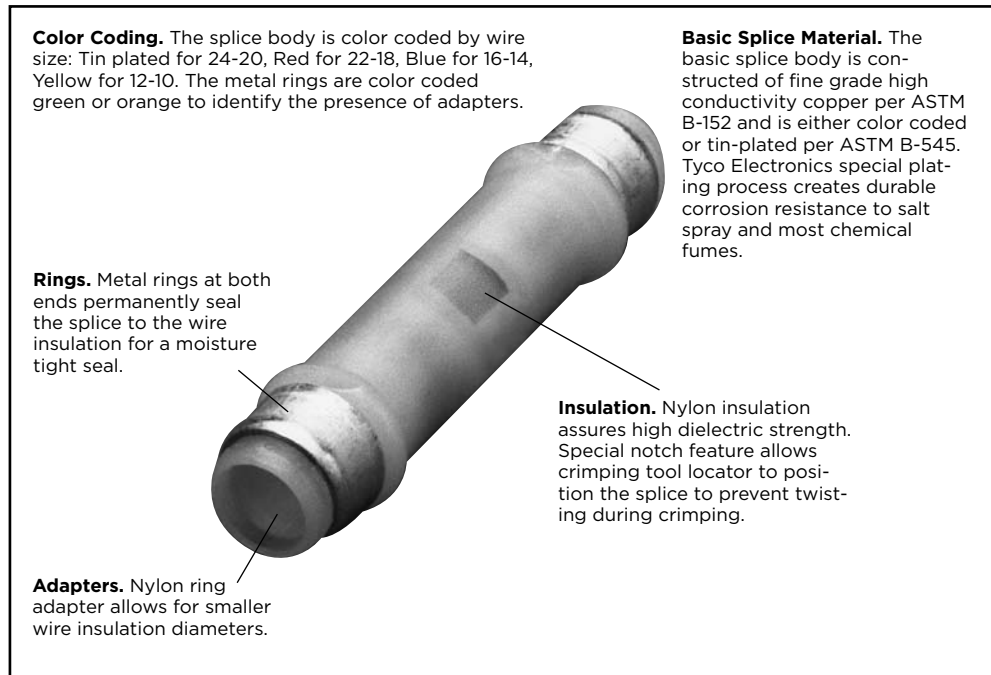 Color Coding. The splice body is color coded by wire
size: Tin plated for 24-20, Red for 22-18, Blue for 16-14,
Yellow for 12-10. The metal rings are color coded
green or orange to identify the presence of adapters.
Basic Splice Material. The
basic splice body is con-
structed of fine grade high
conductivity copper per ASTM
B-152 and is either color coded
or tin-plated per ASTM B-545.
Tyco Electronics special plat-
ing process creates durable
corrosion resistance to salt
spray and most chemical
fumes.
Rings. Metal rings at both
ends permanently seal
the splice to the wire
insulation for a moisture
tight seal.
Insulation. Nylon insulation
assures high dielectric strength.
Special notch feature allows
crimping tool locator to posi-
tion the splice to prevent twist-
ing during crimping.
Adapters. Nylon ring
adapter allows for smaller
wire insulation diameters.